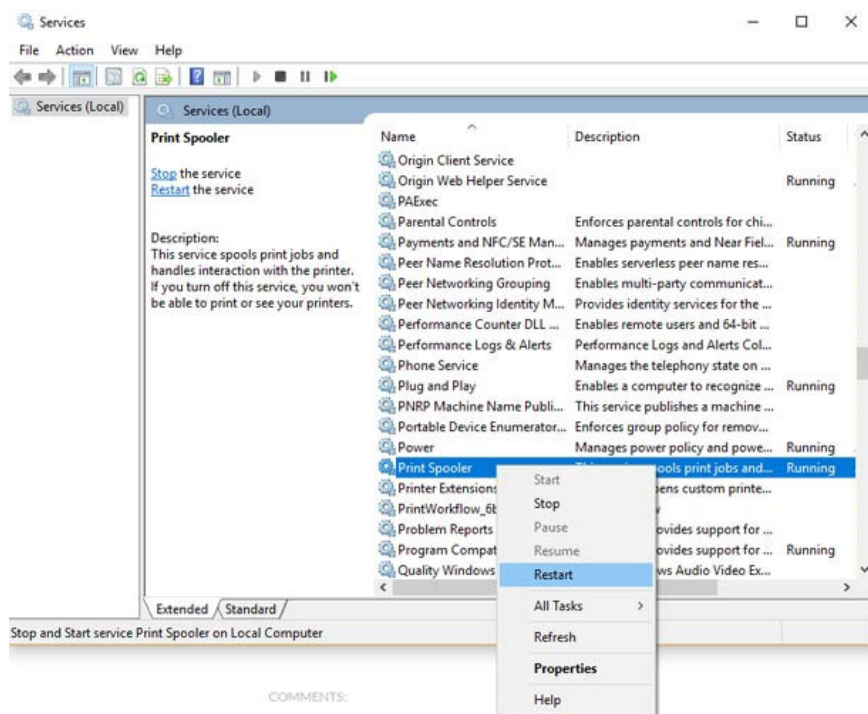 Services
File Action View Help
Services (Local)
Services (Local)
Print Spooler
Stop the service
Restart the service
Description:
This service spools print jobs and
handles interaction with the printer.
If you turn off this service, you won't
be able to print or see your printers.
Name Description Status
Origin Client Service
Origin Web Helper Service Running
PAExec
Parental Controls Enforces parental controls for chi...
Payments and NFC/SE Man... Manages payments and Near Fiel... Running
Peer Name Resolution Prot... Enables serverless peer name res...
Peer Networking Grouping Enables multi-party communicat...
Peer Networking Identity M... Provides identity services for the ...
Performance Counter DLL ... Enables remote users and 64-bit ...
Performance Logs & Alerts Performance Logs and Alerts Col...
Phone Service Manages the telephony state on ...
Plug and Play Enables a computer to recognize ... Running
PNRP Machine Name Publi... This service publishes a machine ...
Portable Device Enumerator... Enforces group policy for remov...
Power Manages power policy and powe... Running
Print Spooler ools print jobs and... Running
Printer Extensions ens custom printe...
PrintWorkflow_6b
Problem Reports ovides support for ...
Program Compat ovides support for ... Running
Quality Windows ws Audio Video Ex...
Start
Stop
Pause
Resume
Restart
All Tasks
Refresh
Properties
Help
Extended Standard
Stop and Start service Print Spooler on Local Computer
COMMENTS: